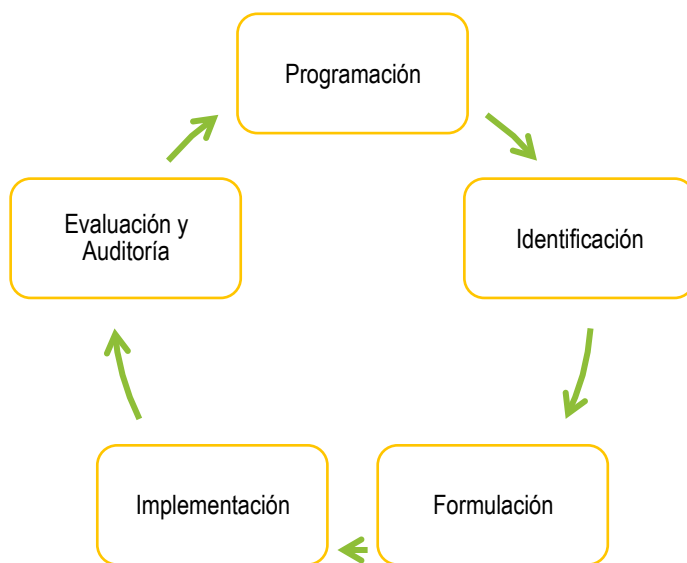 Programación
Identificación
Formulación
Implementación
Evaluación y
Auditoría